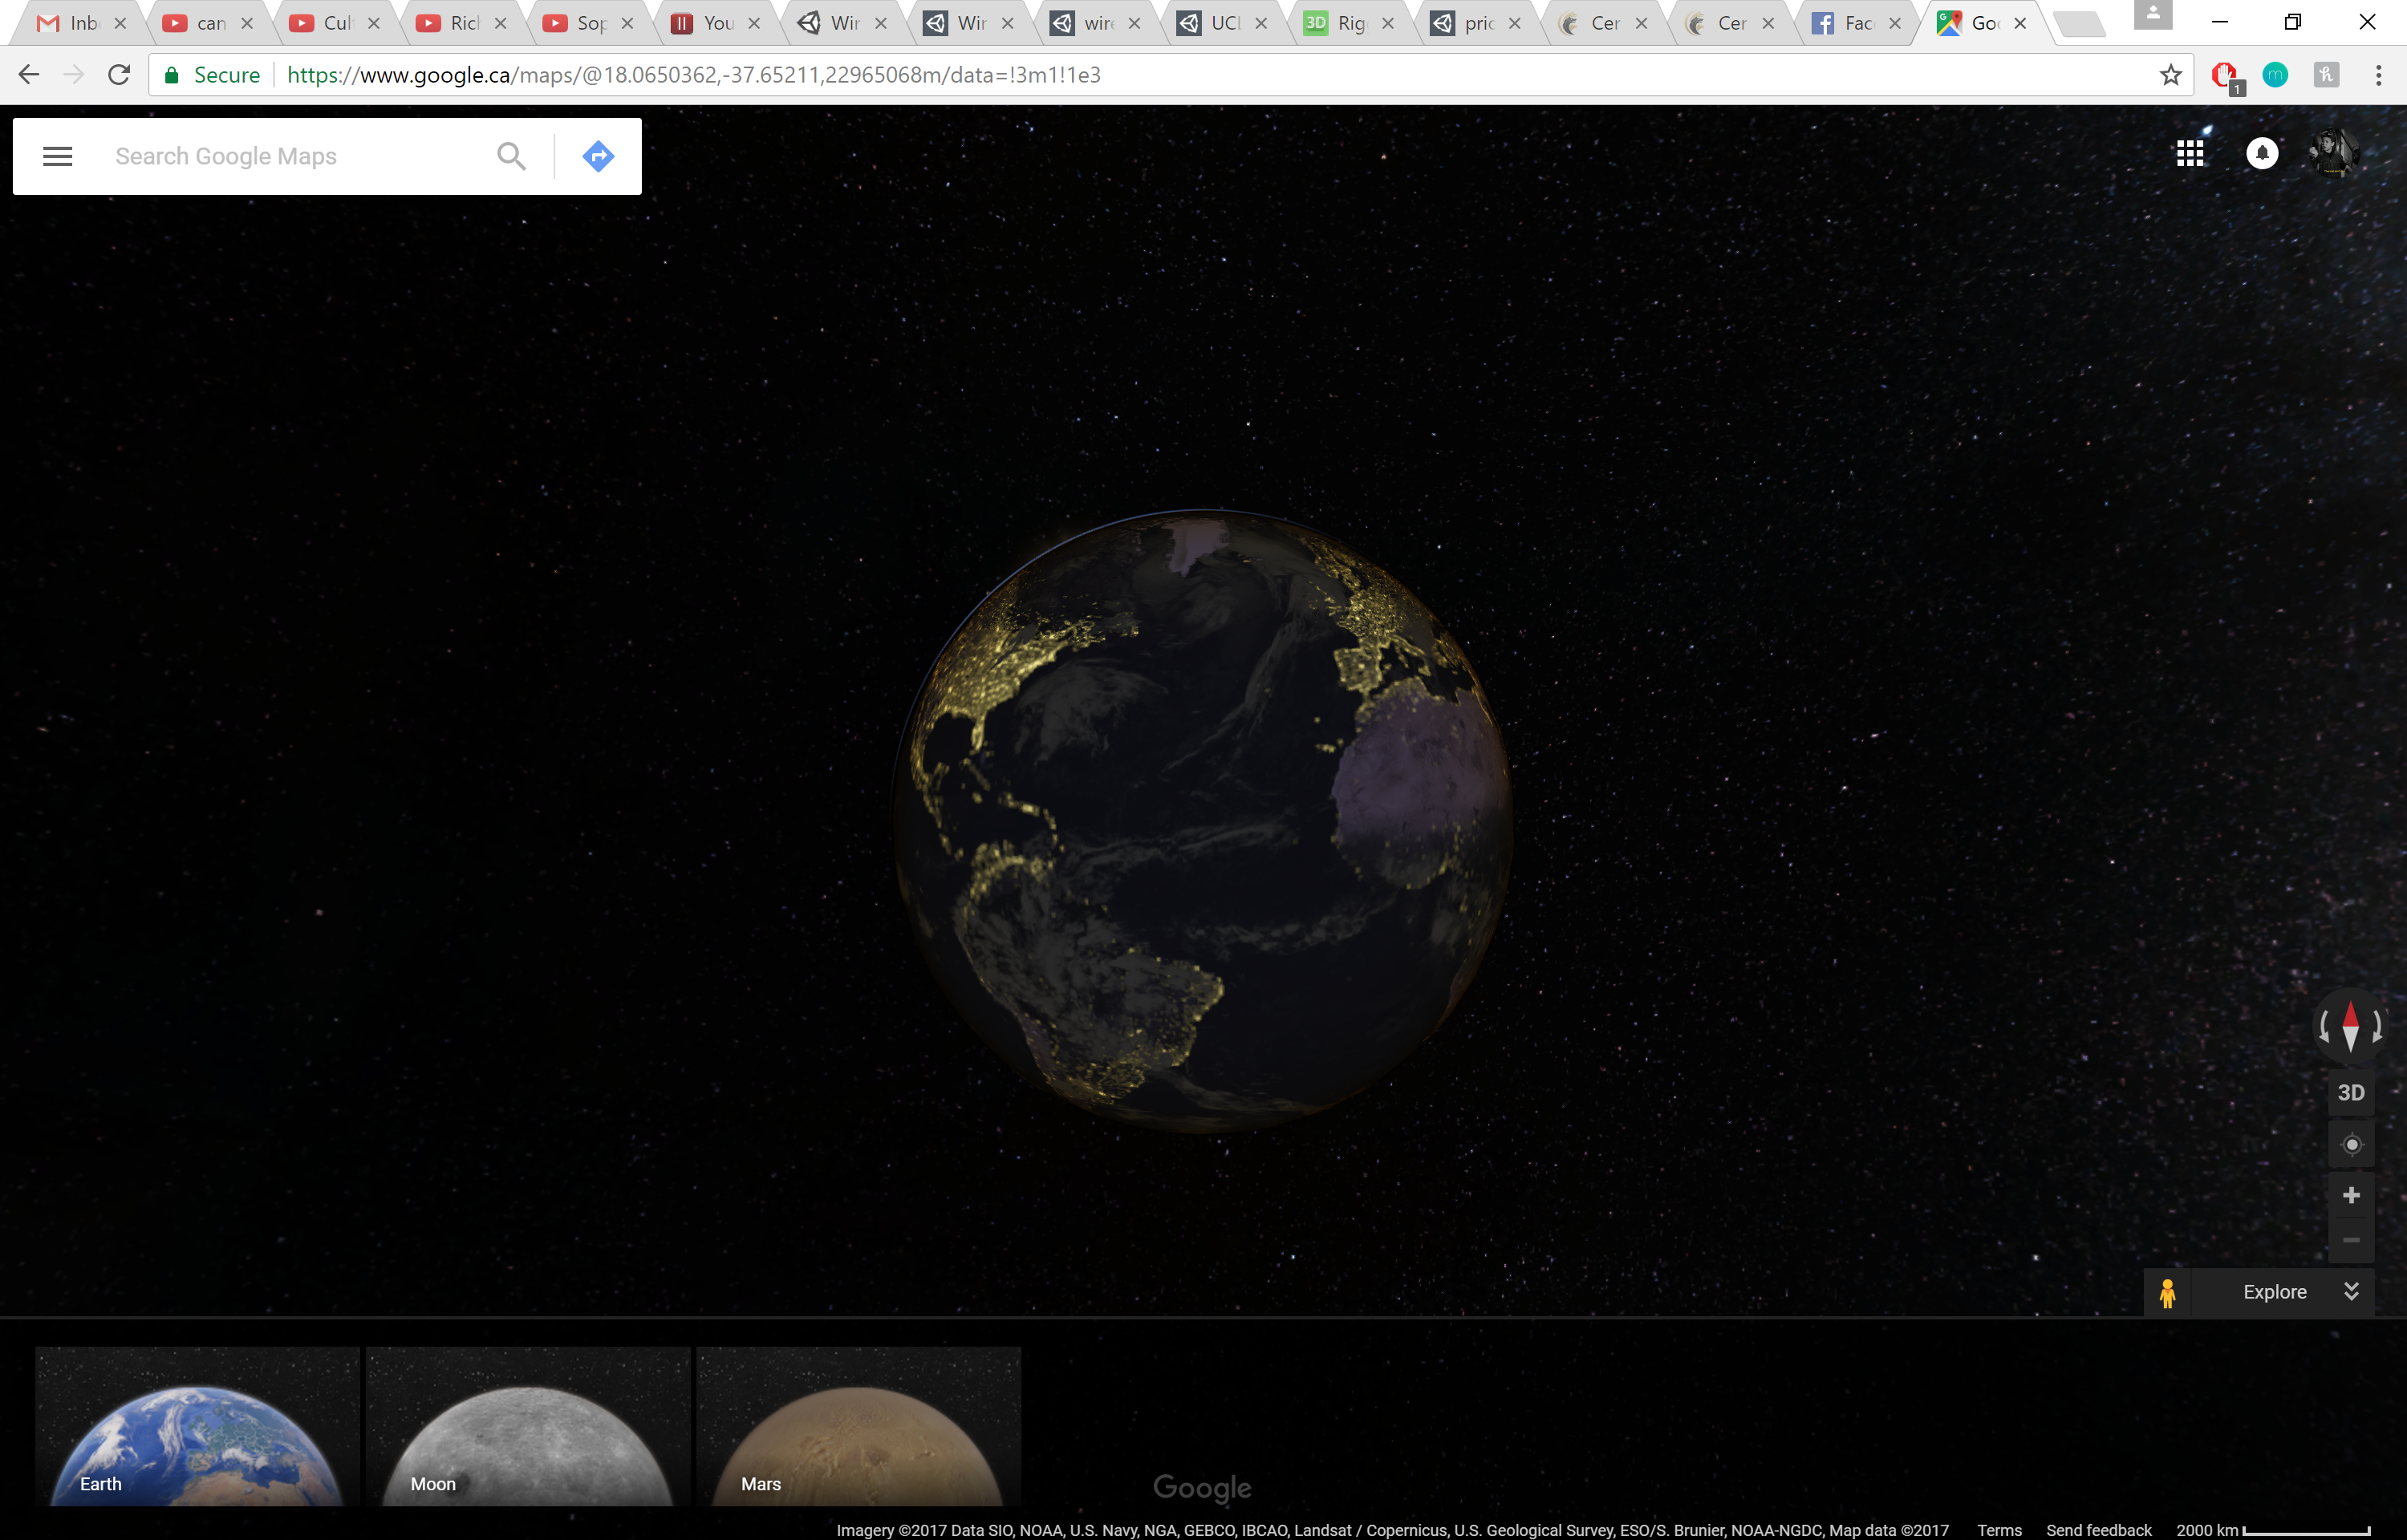 Inb can Cul Ric Sop You Wir Wir wire UCL 3D Rig pric Cer Cer Fac Goo
Secure https://www.google.ca/maps/@18.0650362,-37.65211,22965068m/data=!3m1!1e3
1
Search Google Maps
3D
Explore
Earth
Moon
Mars
Google
Imagery ©2017 Data SIO, NOAA, U.S. Navy, NGA, GEBCO, IBCAO, Landsat / Copernicus, U.S. Geological Survey, ESO/S. Brunier, NOAA-NGDC, Map data ©2017 Terms Send feedback 2000 km